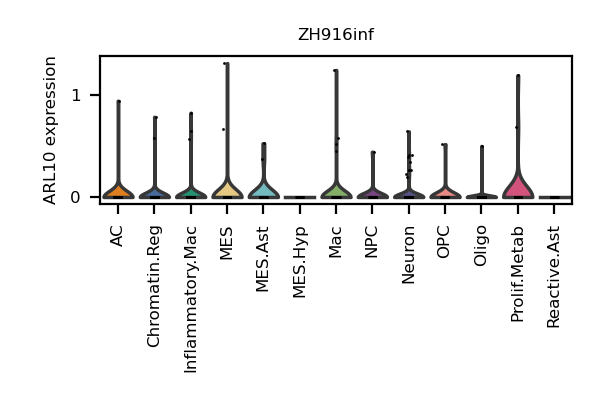 ZH916inf
ARL10 expression
1
0
AC
Chromatin.Reg
Inflammatory.Mac
MES
MES.Ast
MES.Hyp
Mac
NPC
Neuron
OPC
Oligo
Prolif.Metab
Reactive.Ast